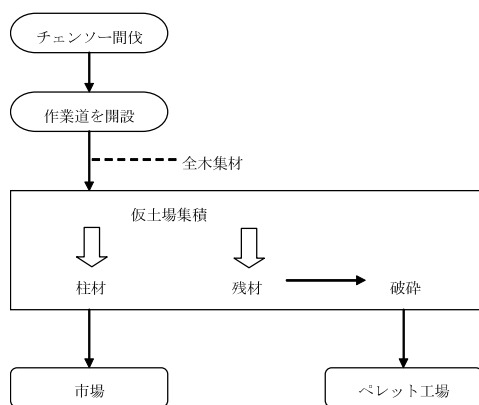 チェンソー間伐
作業道を開設
全木集材
仮土場集積
柱材
残材
破砕
市場
ペレット工場